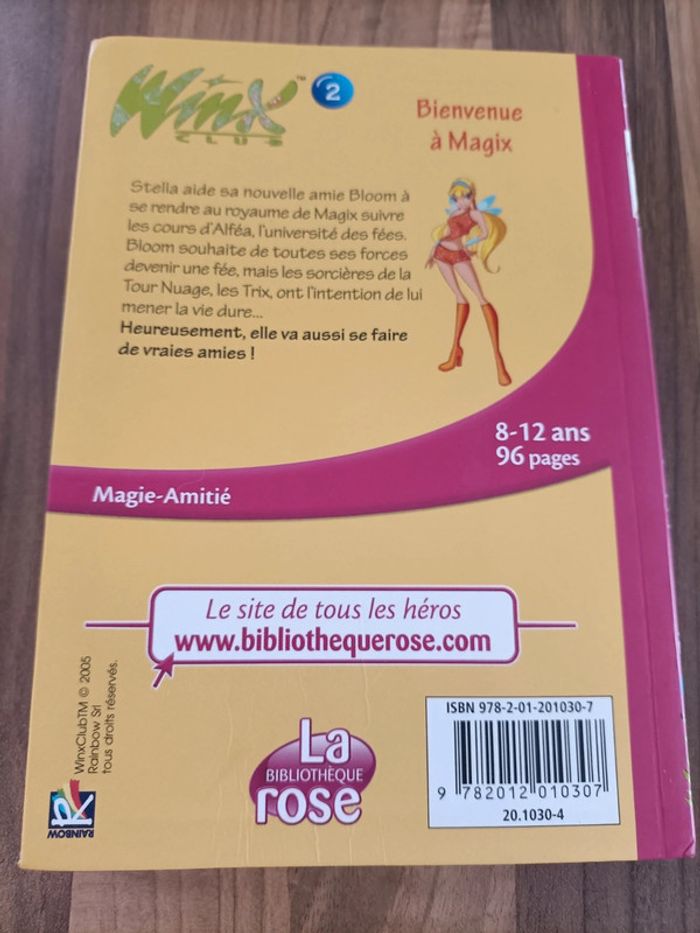 Winx
CLUB
™ 2
Bienvenue
à Magix
Stella aide sa nouvelle amie Bloom à
se rendre au royaume de Magix suivre
les cours d'Alféa, l'université des fées.
Bloom souhaite de toutes ses forces
devenir une fée, mais les sorcières de la
Tour Nuage, les Trix, ont l'intention de lui
mener la vie dure...
Heureusement, elle va aussi se faire
de vraies amies !
8-12 ans
96 pages
Magie-Amitié
Le site de tous les héros
www.bibliothequerose.com
WinxClubTM © 2005
Rainbow Srl
tous droits réservés.
RAINBOW
La
BIBLIOTHÈQUE
rose
ISBN 978-2-01-201030-7
9 782012 010307
20.1030-4